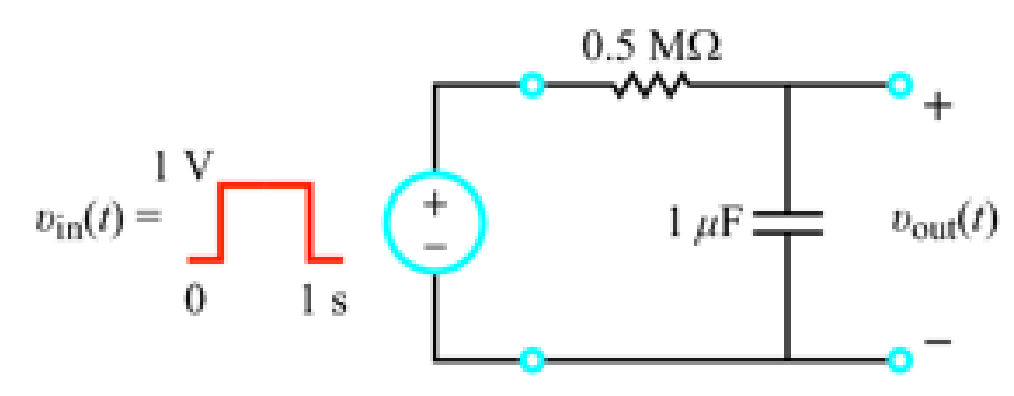 0.5 MΩ
+
1 V
v_in(t) =
+
−
1 μF
v_out(t)
0
1 s
−